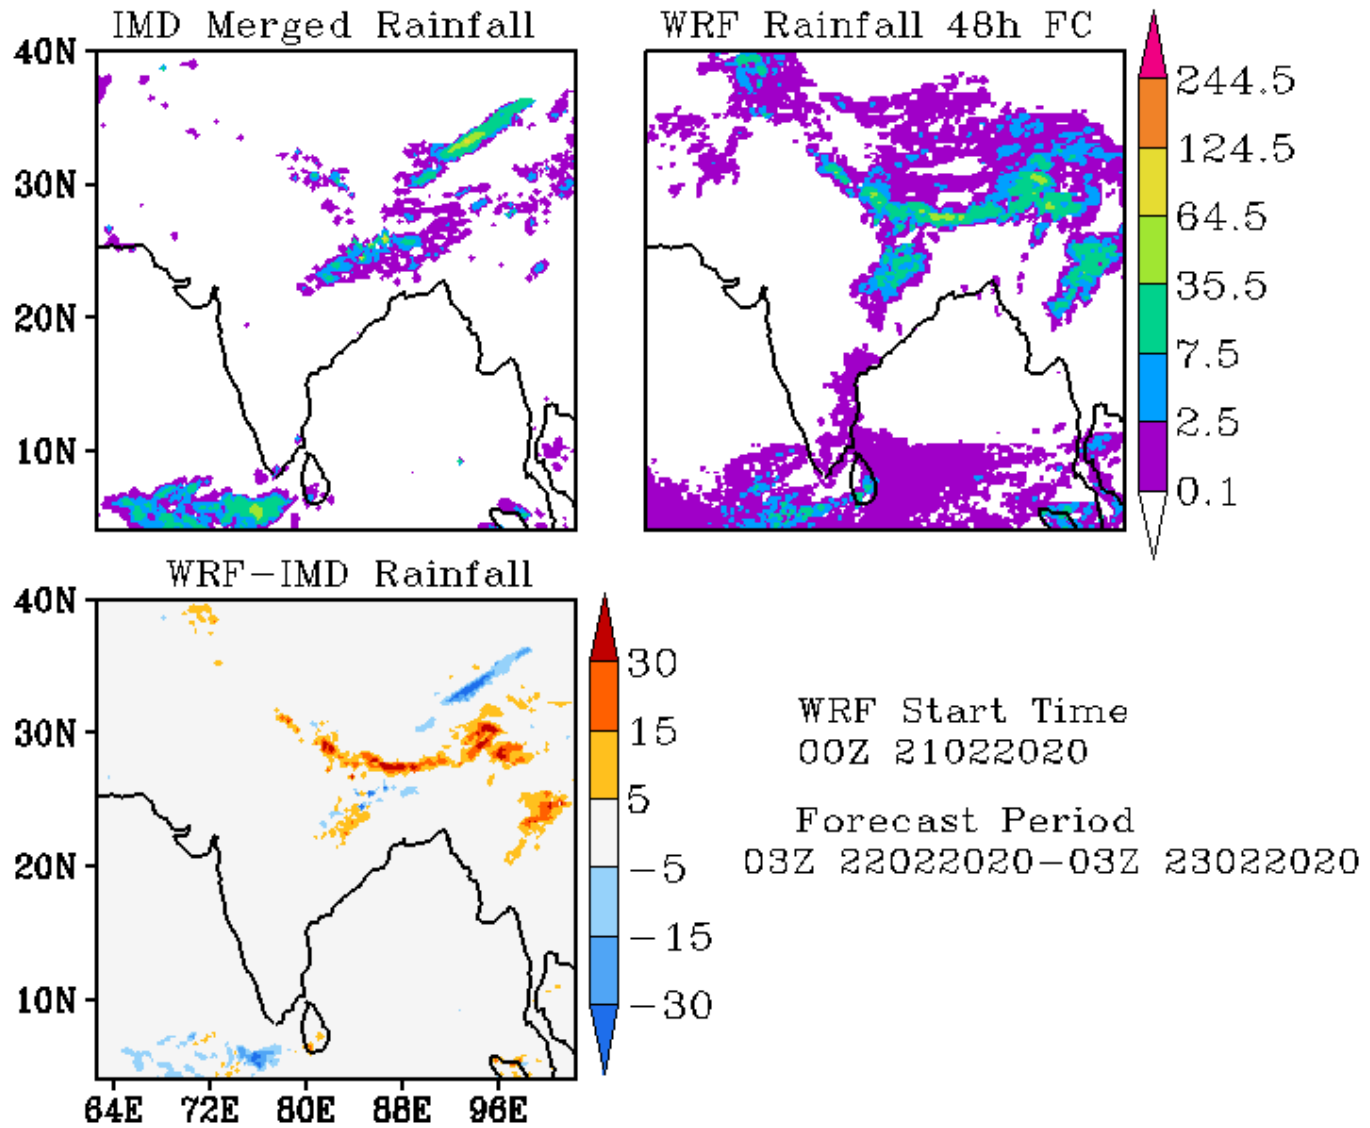 IMD Merged Rainfall
WRF Rainfall 48h FC
40N
30N
20N
10N
244.5
124.5
64.5
35.5
7.5
2.5
0.1
WRF-IMD Rainfall
40N
30N
20N
10N
64E 72E 80E 88E 96E
30
15
5
-5
-15
-30
WRF Start Time
00Z 21022020
Forecast Period
03Z 22022020-03Z 23022020